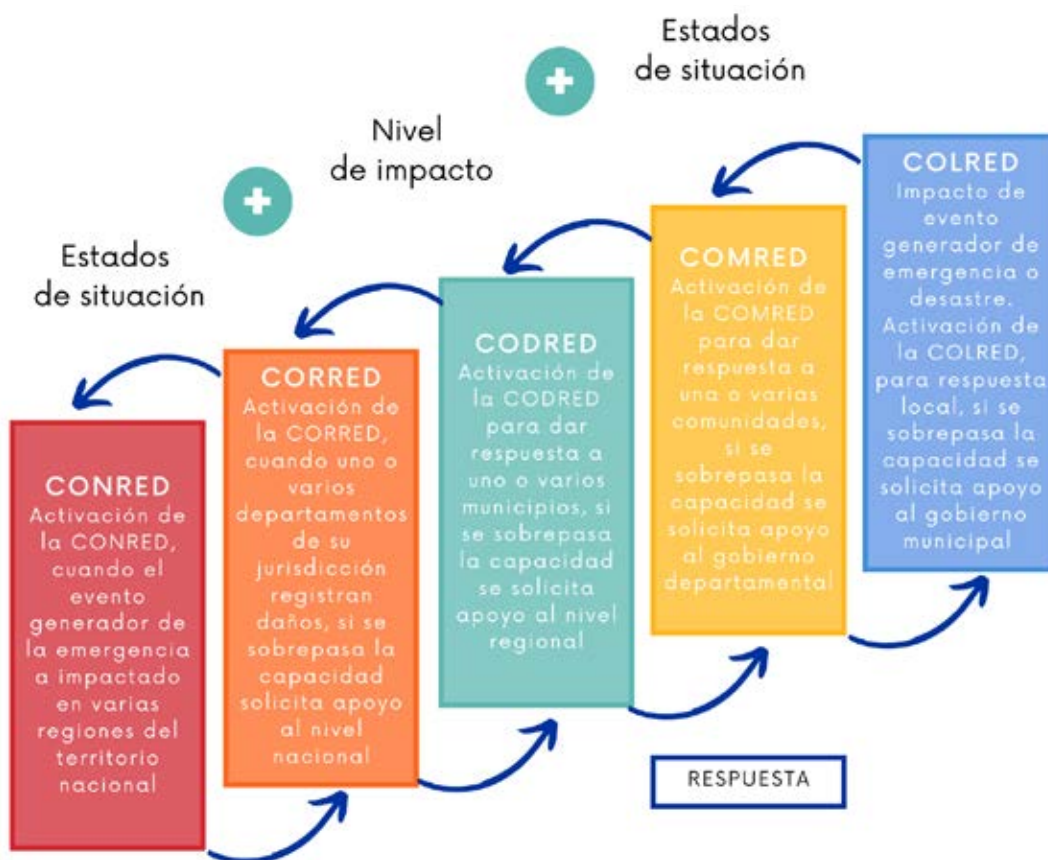 Estados
de situación
Nivel
de impacto
Estados
de situación
CONRED
Activación de
la CONRED,
cuando el
evento
generador de
la emergencia
a impactado
en varias
regiones del
territorio
nacional
CORRED
Activación de
la CORRED,
cuando uno o
varios
departamentos
de su
jurisdicción
registran
daños, si se
sobrepasa la
capacidad
solicita apoyo
al nivel
nacional
CODRED
Activación de
la CODRED
para dar
respuesta a
uno o varios
municipios, si
se sobrepasa
la capacidad
se solicita
apoyo al nivel
regional
COMRED
Activación de
la COMRED
para dar
respuesta a
una o varias
comunidades,
si se
sobrepasa la
capacidad se
solicita apoyo
al gobierno
departamental
COLRED
Impacto de
evento
generador de
emergencia o
desastre.
Activación de
la COLRED,
para respuesta
local, si se
sobrepasa la
capacidad se
solicita apoyo
al gobierno
municipal
RESPUESTA